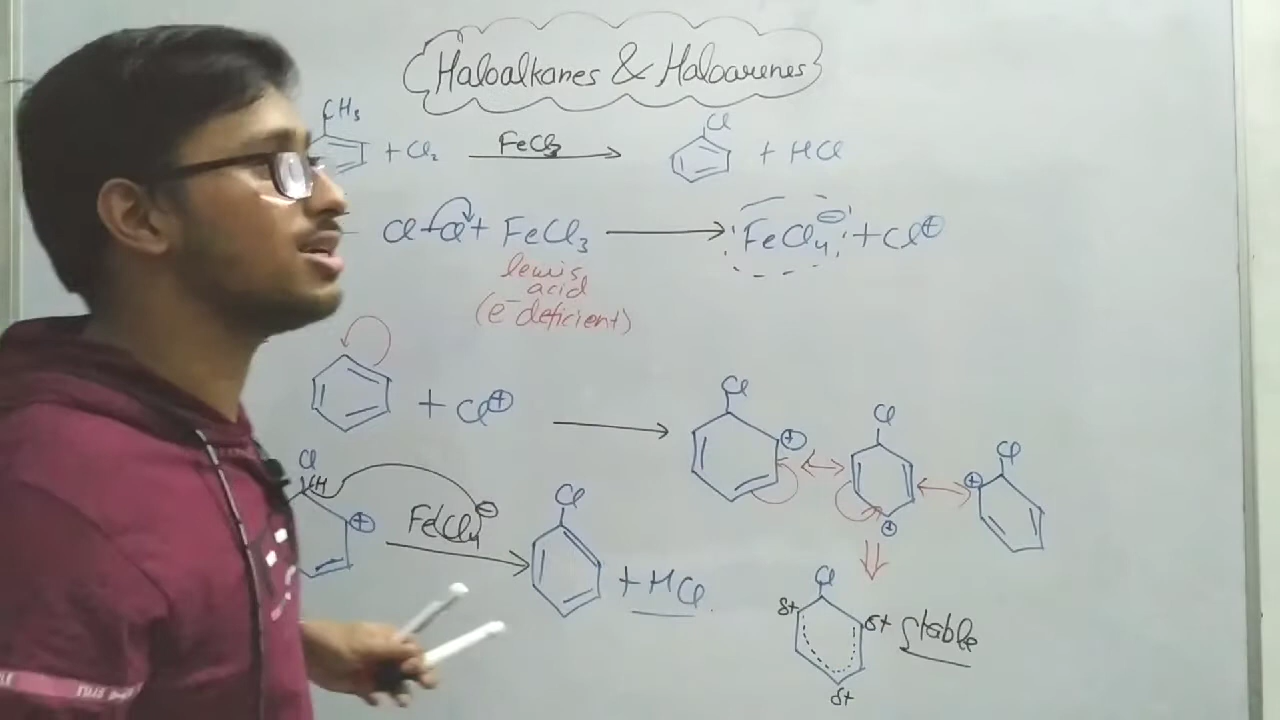 Haloalkanes & Haloarenes
CH₃
+ Cl₂ FeCl₃ Cl + HCl
Cl-Cl + FeCl₃ → FeCl₄⊖ + Cl⊕
lewis
acid
(e⁻ deficient)
+ Cl⊕ →
Cl ⊕ ↔ Cl ⊕ ↔ ⊕ Cl
Cl
H ⊕ FeCl₄⊖ → Cl + HCl
Cl
δ+ δ+ Stable
δ+